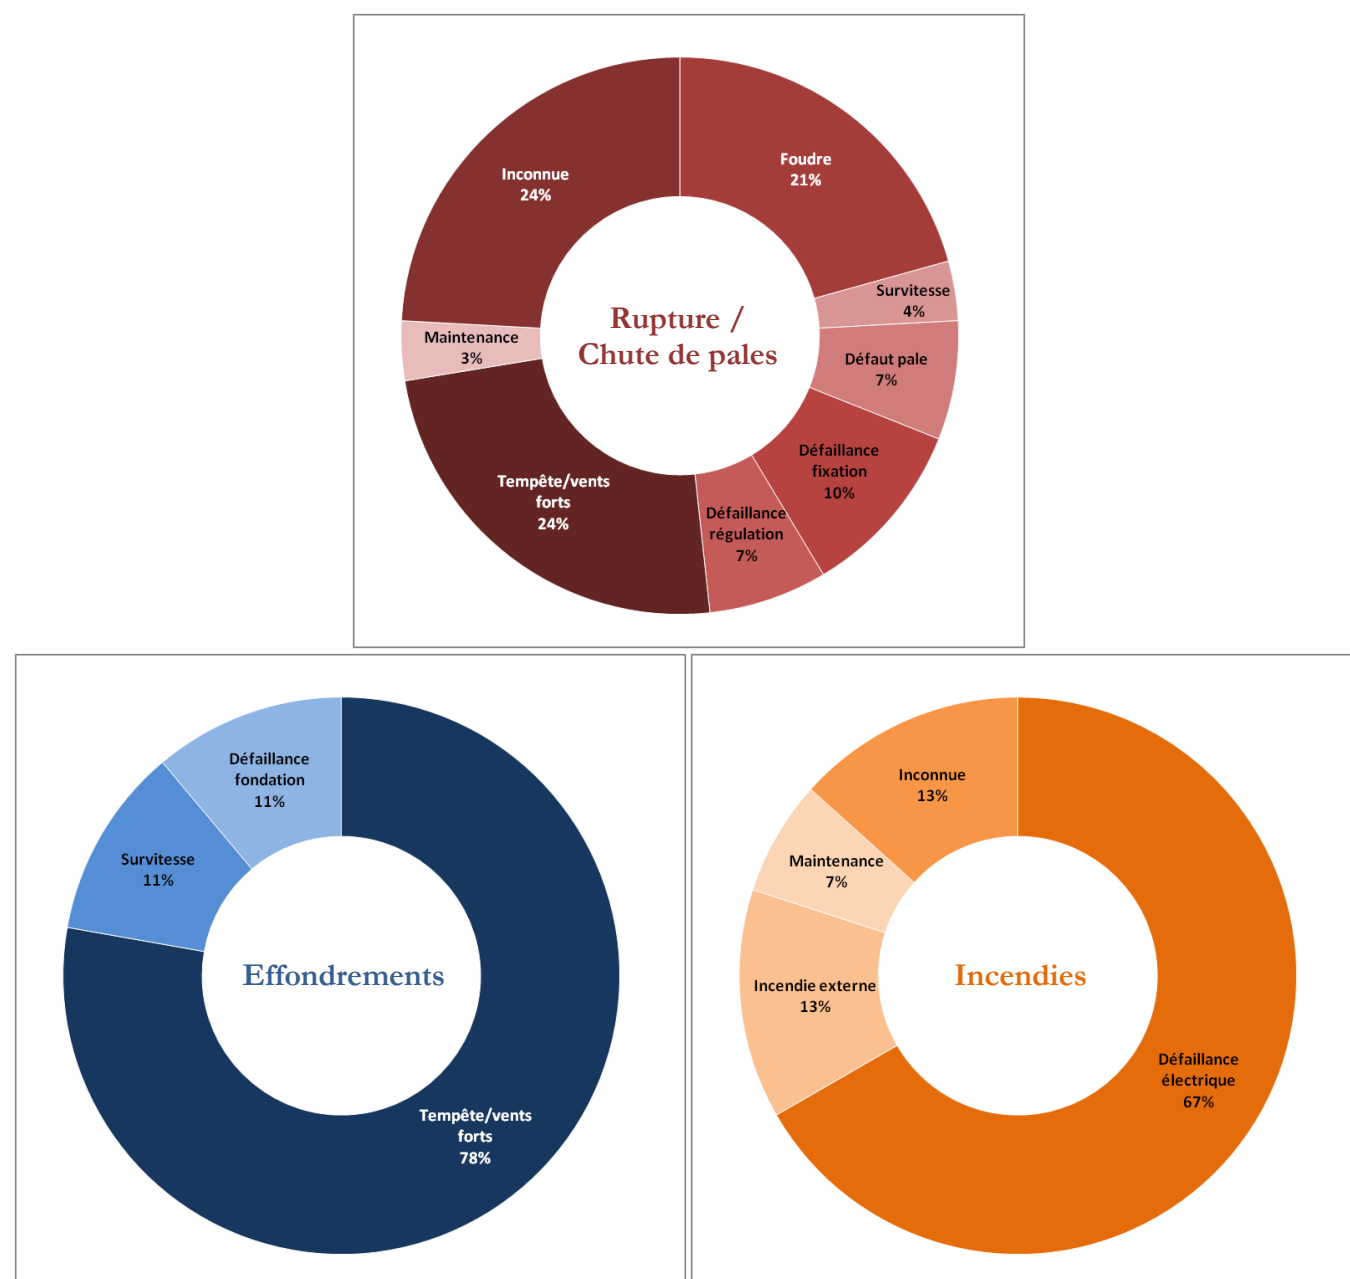 Foudre
21%
Survitesse
4%
Défaut pale
7%
Défaillance
fixation
10%
Défaillance
régulation
7%
Tempête/vents
forts
24%
Maintenance
3%
Inconnue
24%
Rupture /
Chute de pales
Tempête/vents
forts
78%
Survitesse
11%
Défaillance
fondation
11%
Effondrements
Défaillance
électrique
67%
Incendie externe
13%
Maintenance
7%
Inconnue
13%
Incendies